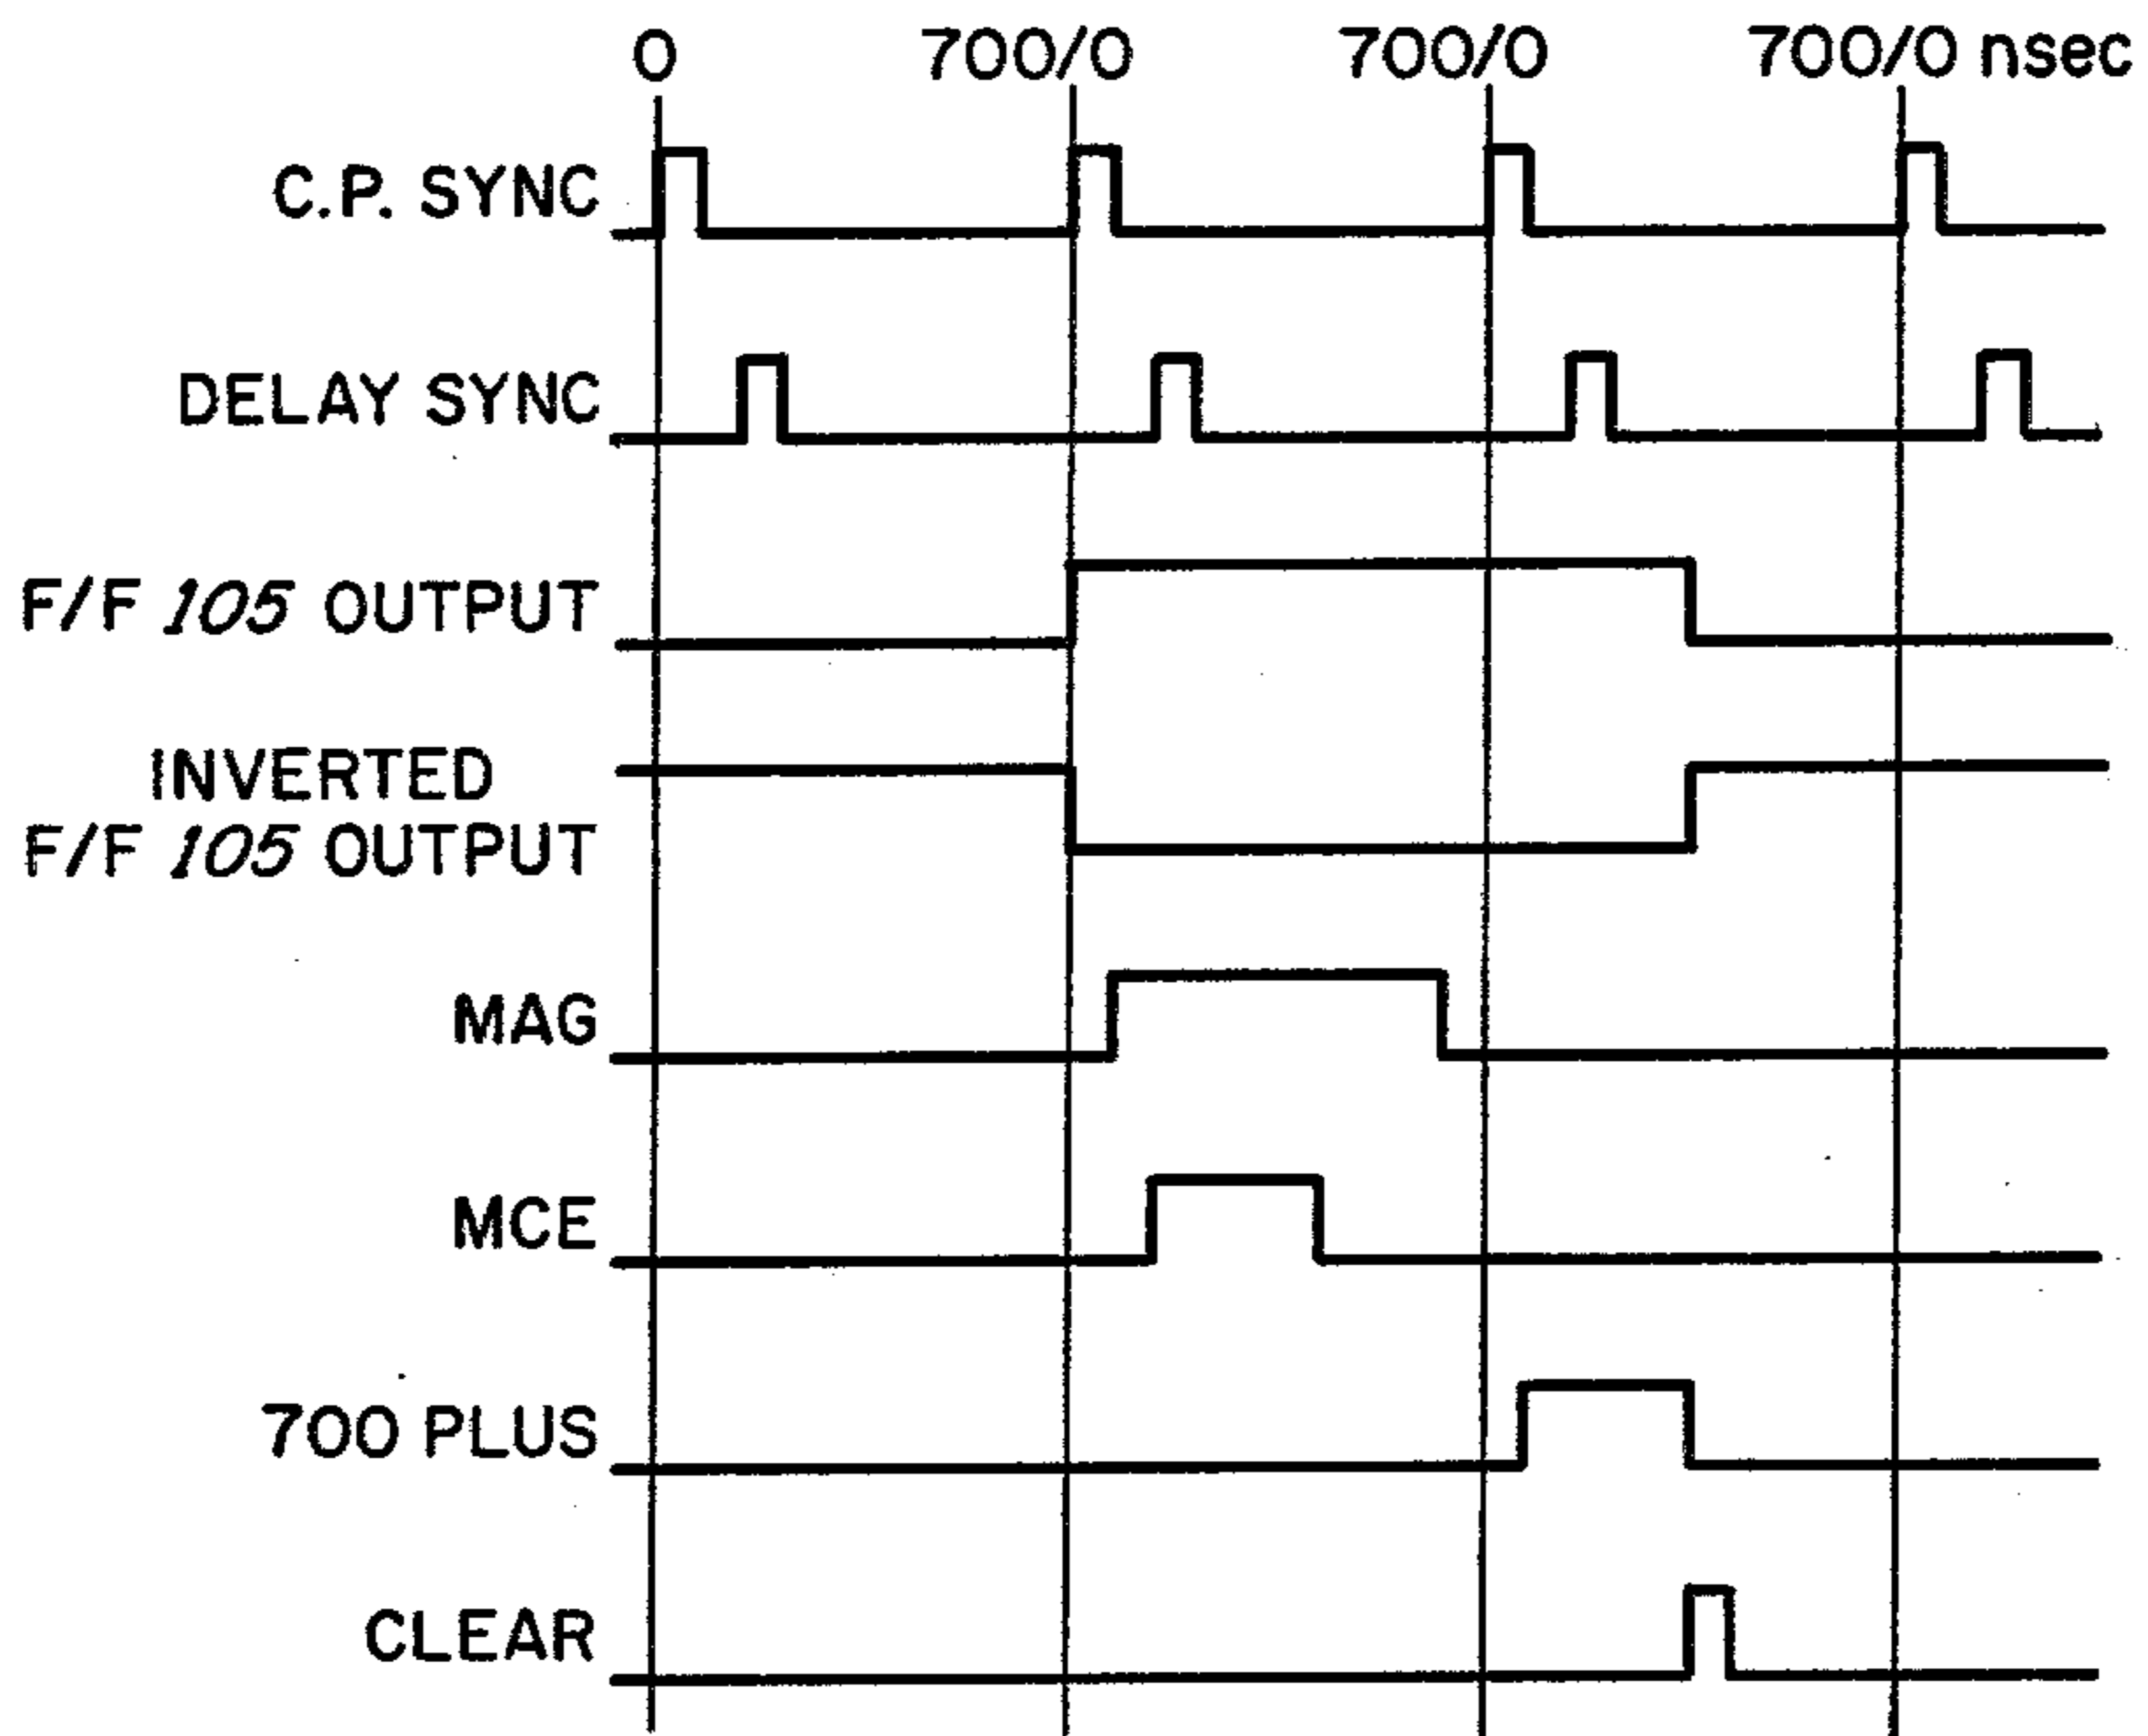 0 700/0 700/0 700/0 nsec
C.P. SYNC
DELAY SYNC
F/F 105 OUTPUT
INVERTED
F/F 105 OUTPUT
MAG
MCE
700 PLUS
CLEAR